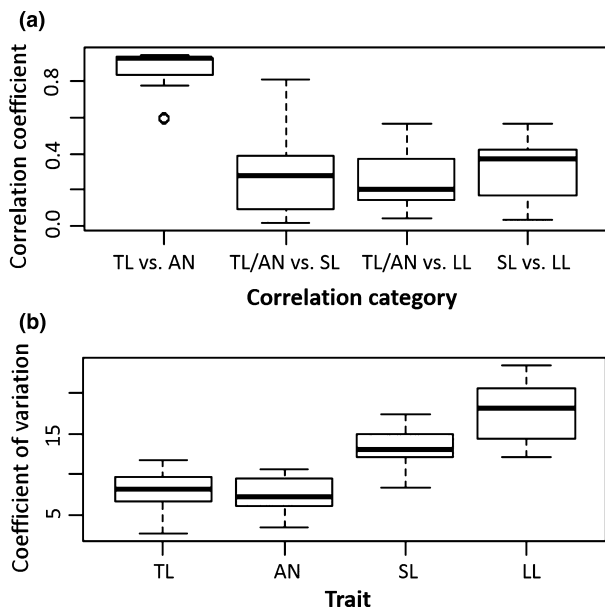 (a)
Correlation coefficient
0.8
0.4
0.0
TL vs. AN TL/AN vs. SL TL/AN vs. LL SL vs. LL
Correlation category
(b)
Coefficient of variation
15
5
TL AN SL LL
Trait